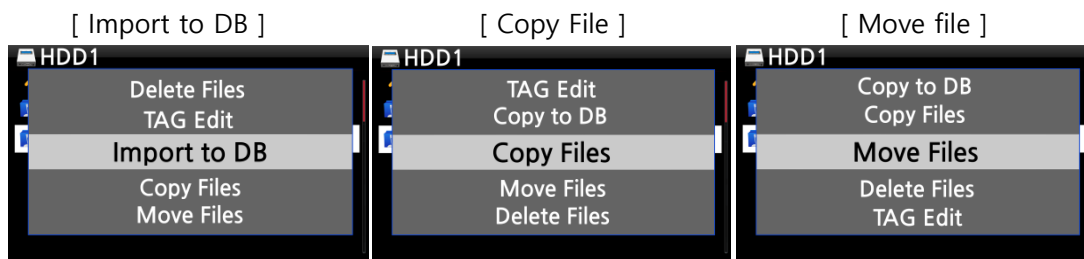 [ Import to DB ]
HDD1
Delete Files
TAG Edit
Import to DB
Copy Files
Move Files
[ Copy File ]
HDD1
TAG Edit
Copy to DB
Copy Files
Move Files
Delete Files
[ Move file ]
HDD1
Copy to DB
Copy Files
Move Files
Delete Files
TAG Edit